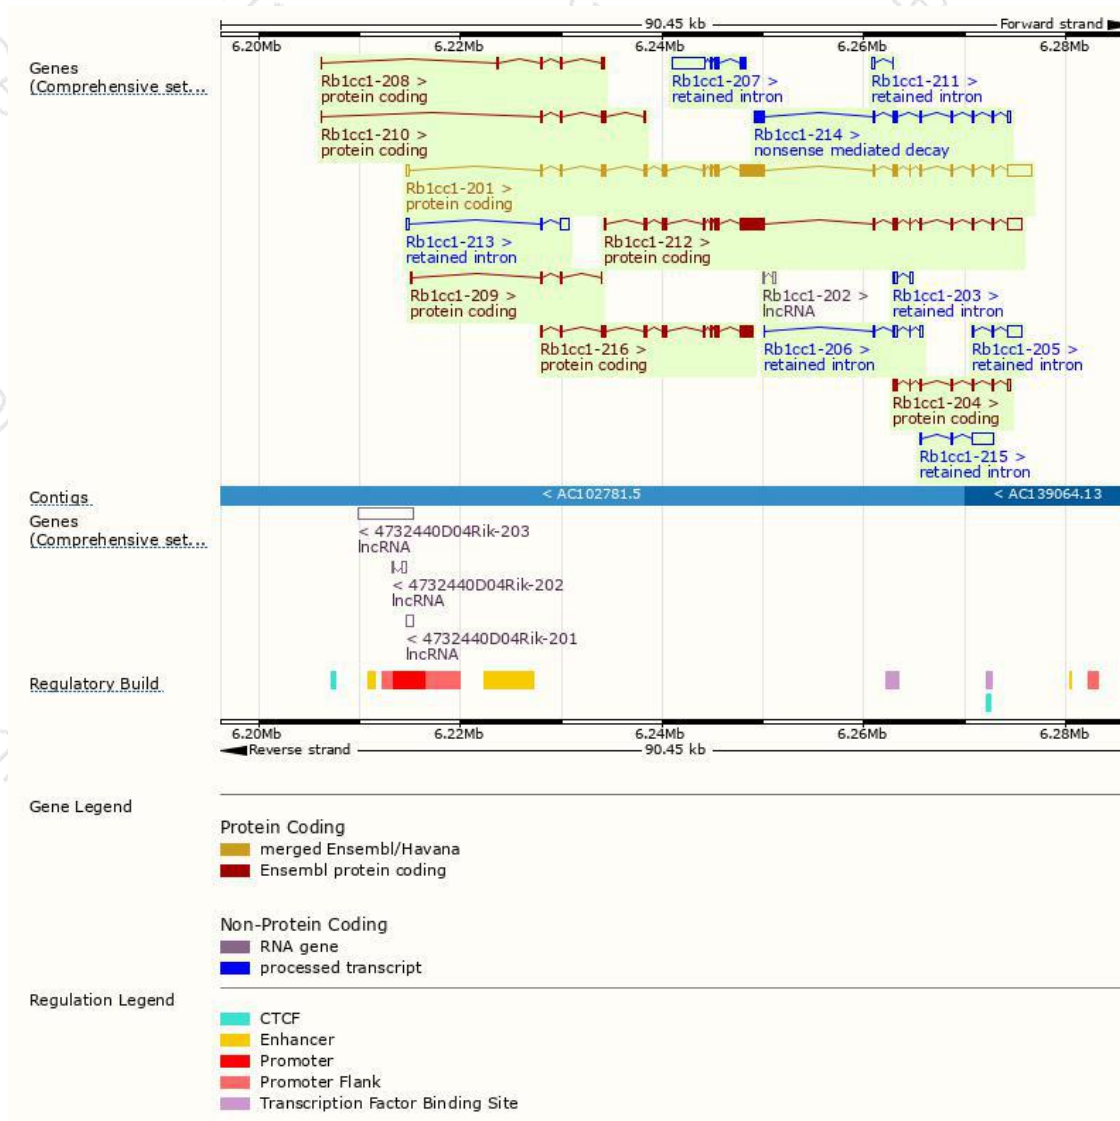 90.45 kb Forward strand
6.20Mb 6.22Mb 6.24Mb 6.26Mb 6.28Mb
Genes
(Comprehensive set...
Rb1cc1-208 > Rb1cc1-207 > Rb1cc1-211 >
protein coding retained intron retained intron
Rb1cc1-210 > Rb1cc1-214 >
protein coding nonsense mediated decay
Rb1cc1-201 >
protein coding
Rb1cc1-213 > Rb1cc1-212 >
retained intron protein coding
Rb1cc1-209 > Rb1cc1-202 > Rb1cc1-203 >
protein coding lncRNA retained intron
Rb1cc1-216 > Rb1cc1-206 > Rb1cc1-205 >
protein coding retained intron retained intron
Rb1cc1-204 >
protein coding
Rb1cc1-215 >
retained intron
Contigs < AC102781.5 < AC139064.13
Genes
(Comprehensive set...
< 4732440D04Rik-203
lncRNA
< 4732440D04Rik-202
lncRNA
< 4732440D04Rik-201
lncRNA
Regulatory Build
6.20Mb 6.22Mb 6.24Mb 6.26Mb 6.28Mb
Reverse strand 90.45 kb
Gene Legend
Protein Coding
merged Ensembl/Havana
Ensembl protein coding
Non-Protein Coding
RNA gene
processed transcript
Regulation Legend
CTCF
Enhancer
Promoter
Promoter Flank
Transcription Factor Binding Site